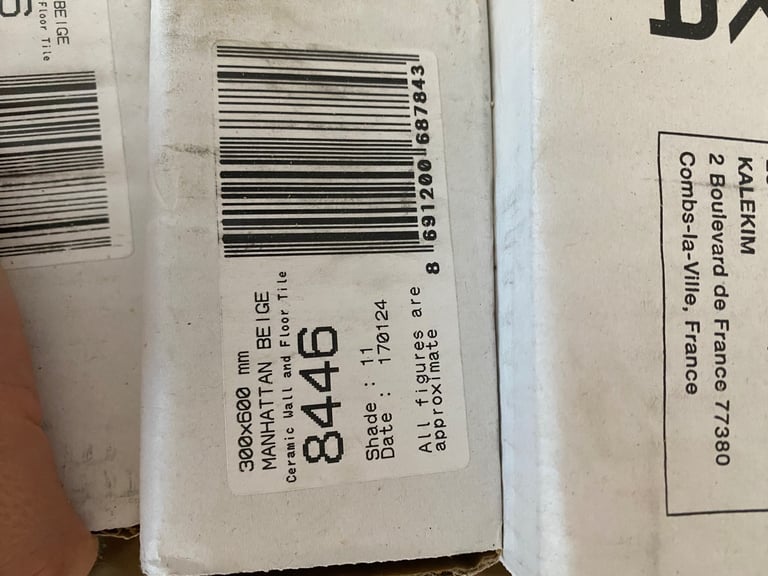 BEIGE
Floor Tile
300x600 mm
MANHATTAN BEIGE
Ceramic Wall and Floor Tile
8446
Shade : 11
Date : 170124
All figures are
approximate
8 691200 687843
KALEKIM
2 Boulevard de France 77380
Combs-la-Ville, France